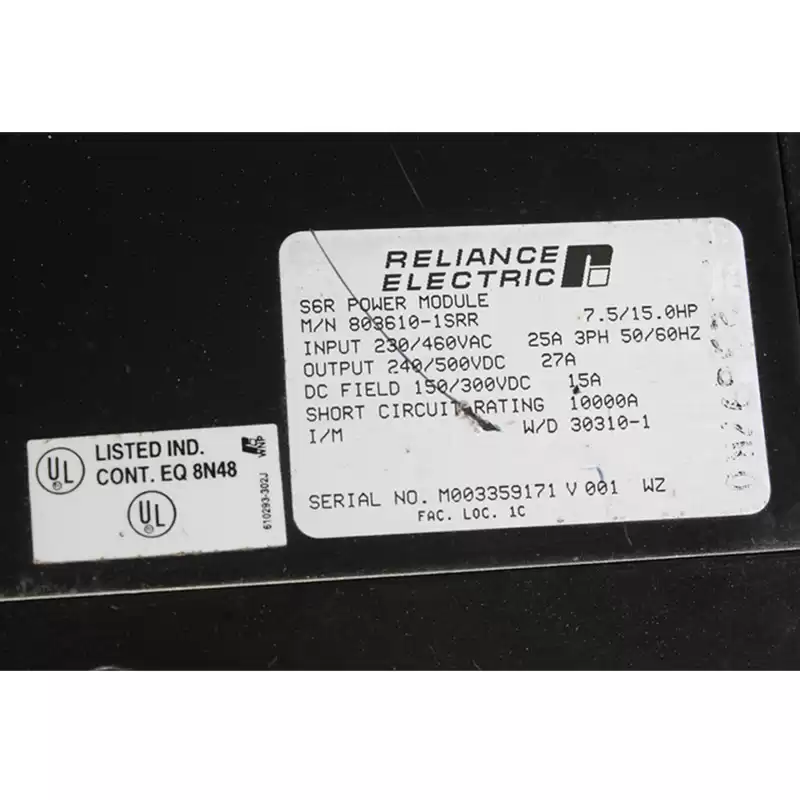 RELIANCE
ELECTRIC
S6R POWER MODULE
M/N 803610-1SRR 7.5/15.0HP
INPUT 230/460VAC 25A 3PH 50/60HZ
OUTPUT 240/500VDC 27A
DC FIELD 150/300VDC 15A
SHORT CIRCUIT RATING 10000A
I/M W/D 30310-1
SERIAL NO. M003359171 V 001 WZ
FAC. LOC. 1C
UL
LISTED IND.
CONT. EQ 8N48
UL
WNP
610293-302J